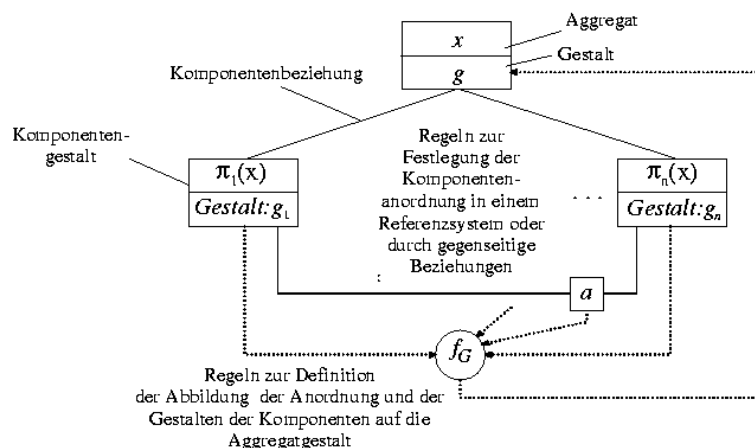 Aggregat
x
Gestalt
g
Komponentenbeziehung
Komponenten-
gestalt
Regeln zur
Festlegung der
Komponenten-
anordnung in einem
Referenzsystem oder
durch gegenseitige
Beziehungen
π₁(x)
Gestalt:g₁
. . .
πₙ(x)
Gestalt:gₙ
:
a
f_G
Regeln zur Definition
der Abbildung der Anordnung und der
Gestalten der Komponenten auf die
Aggregatgestalt